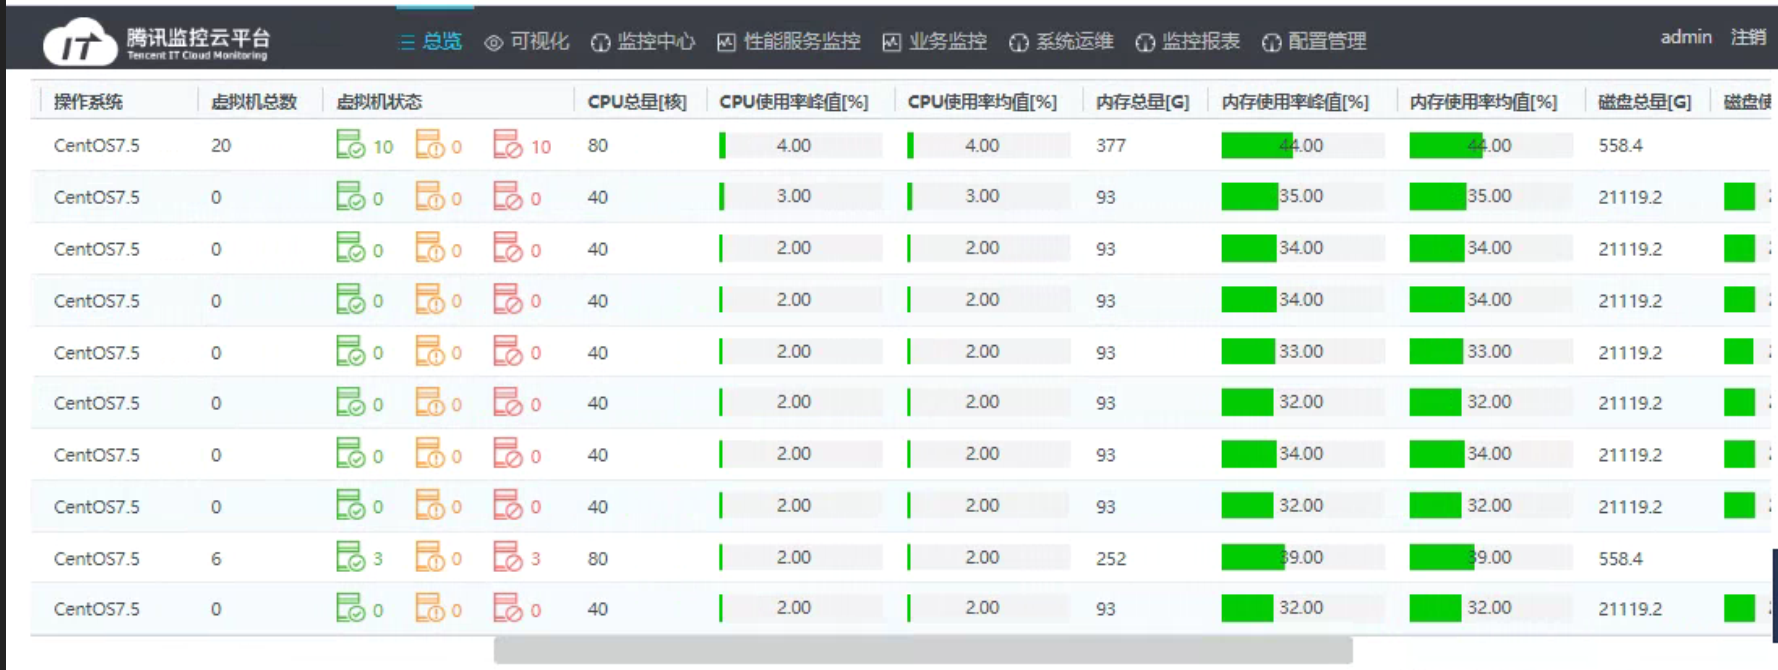 腾讯监控云平台
Tencent IT Cloud Monitoring
总览 可视化 监控中心 性能服务监控 业务监控 系统运维 监控报表 配置管理 admin 注销
操作系统 虚拟机总数 虚拟机状态 CPU总量[核] CPU使用率峰值[%] CPU使用率均值[%] 内存总量[G] 内存使用率峰值[%] 内存使用率均值[%] 磁盘总量[G] 磁盘使
CentOS7.5 20 10 0 10 80 4.00 4.00 377 44.00 44.00 558.4
CentOS7.5 0 0 0 0 40 3.00 3.00 93 35.00 35.00 21119.2
CentOS7.5 0 0 0 0 40 2.00 2.00 93 34.00 34.00 21119.2
CentOS7.5 0 0 0 0 40 2.00 2.00 93 34.00 34.00 21119.2
CentOS7.5 0 0 0 0 40 2.00 2.00 93 33.00 33.00 21119.2
CentOS7.5 0 0 0 0 40 2.00 2.00 93 32.00 32.00 21119.2
CentOS7.5 0 0 0 0 40 2.00 2.00 93 34.00 34.00 21119.2
CentOS7.5 0 0 0 0 40 2.00 2.00 93 32.00 32.00 21119.2
CentOS7.5 6 3 0 3 80 2.00 2.00 252 39.00 39.00 558.4
CentOS7.5 0 0 0 0 40 2.00 2.00 93 32.00 32.00 21119.2